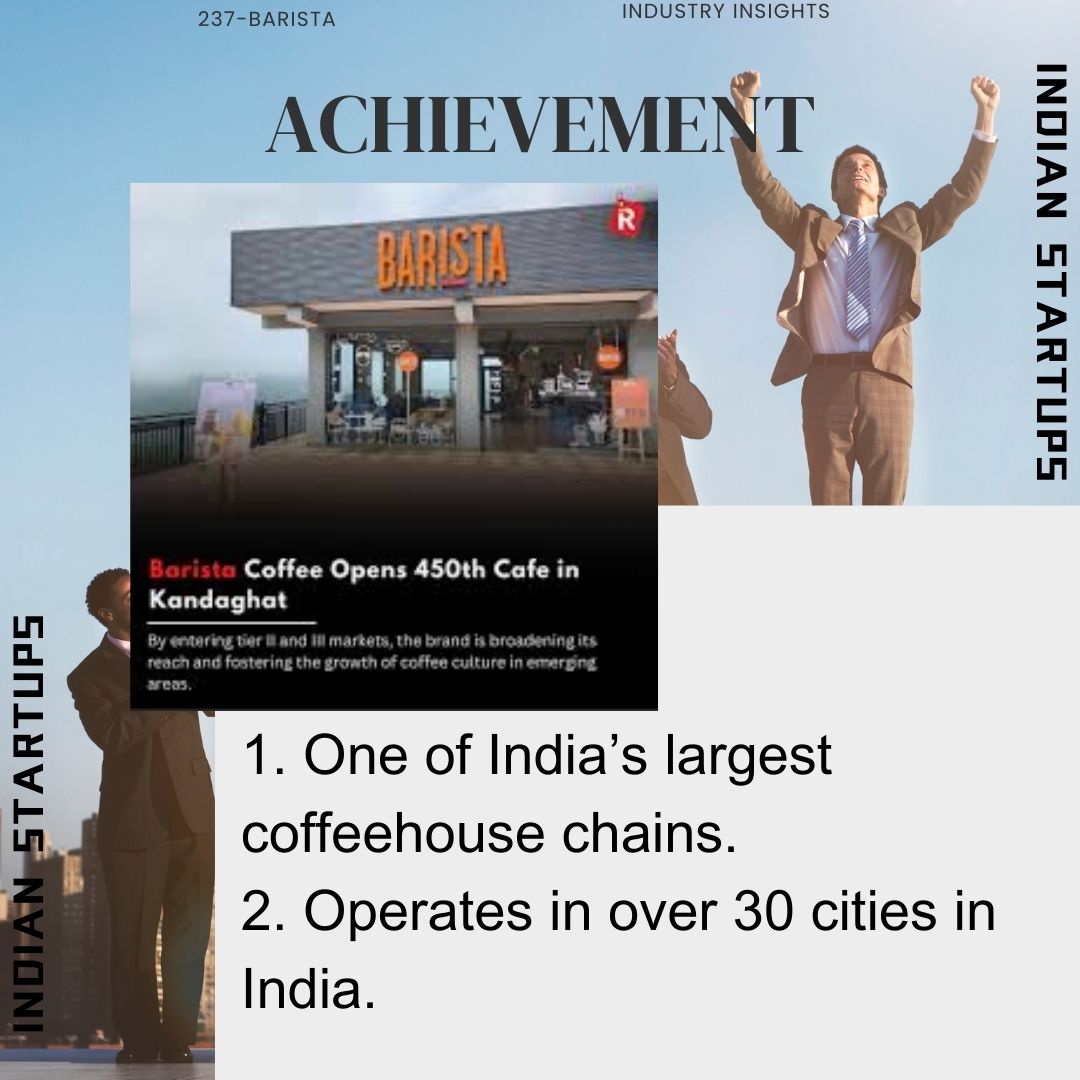 237-BARISTA
INDUSTRY INSIGHTS
ACHIEVEMENT
INDIAN STARTUPS
R
BARISTA
Barista Coffee Opens 450th Cafe in
Kandaghat
By entering tier II and III markets, the brand is broadening its
reach and fostering the growth of coffee culture in emerging
areas.
INDIAN STARTUPS
1. One of India’s largest
coffeehouse chains.
2. Operates in over 30 cities in
India.